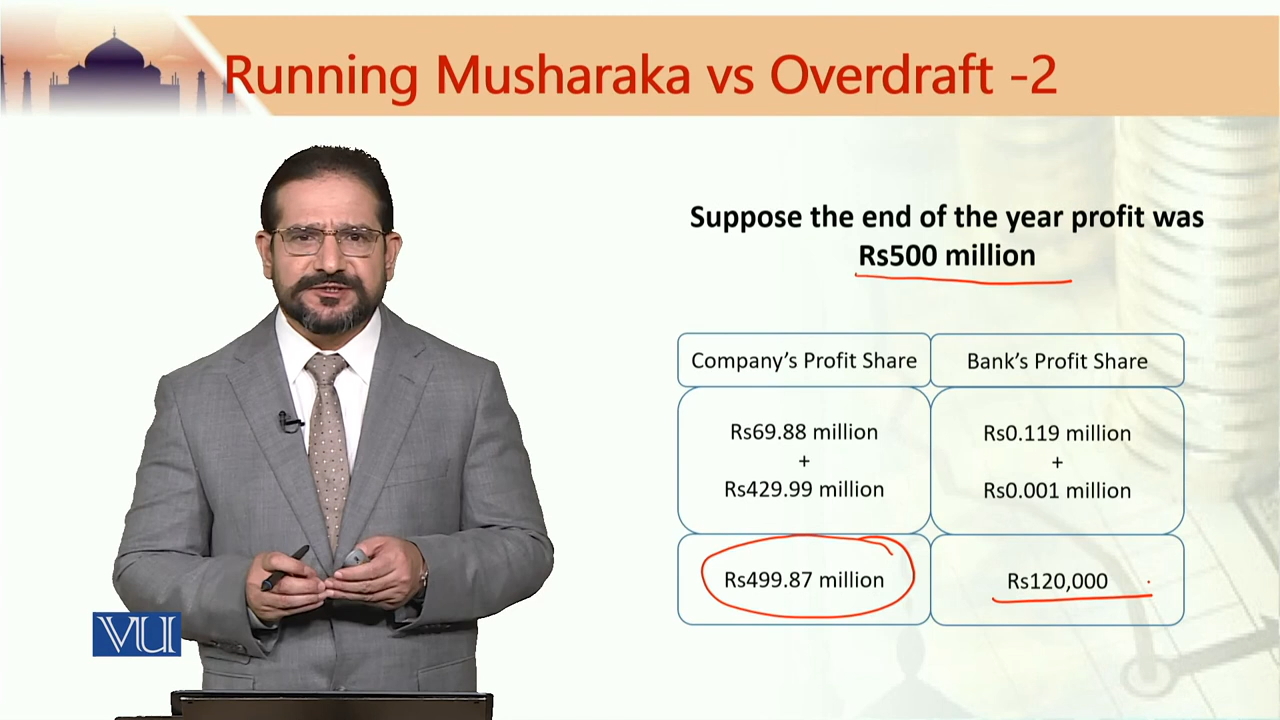 Running Musharaka vs Overdraft -2
Suppose the end of the year profit was
Rs500 million
Company's Profit Share
Bank's Profit Share
Rs69.88 million
+
Rs429.99 million
Rs0.119 million
+
Rs0.001 million
Rs499.87 million
Rs120,000
VU